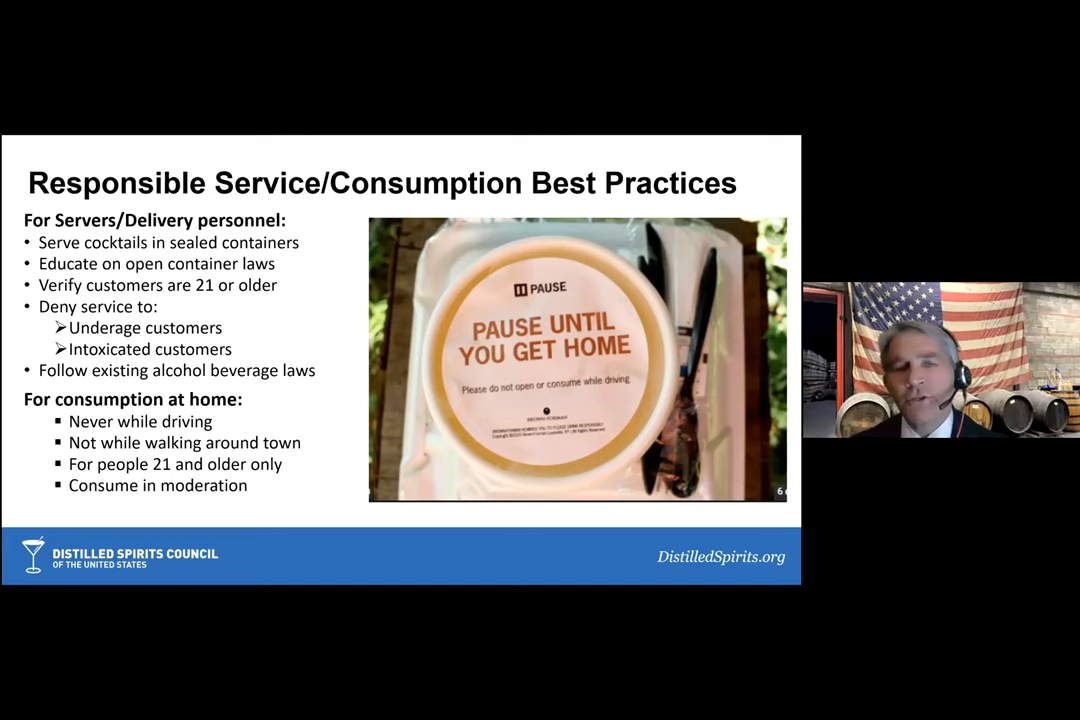 Responsible Service/Consumption Best Practices
For Servers/Delivery personnel:
• Serve cocktails in sealed containers
• Educate on open container laws
• Verify customers are 21 or older
• Deny service to:
➢Underage customers
➢Intoxicated customers
• Follow existing alcohol beverage laws
For consumption at home:
▪ Never while driving
▪ Not while walking around town
▪ For people 21 and older only
▪ Consume in moderation
PAUSE
PAUSE UNTIL
YOU GET HOME
Please do not open or consume while driving
BROWN-FORMAN
6
DISTILLED SPIRITS COUNCIL
OF THE UNITED STATES
DistilledSpirits.org